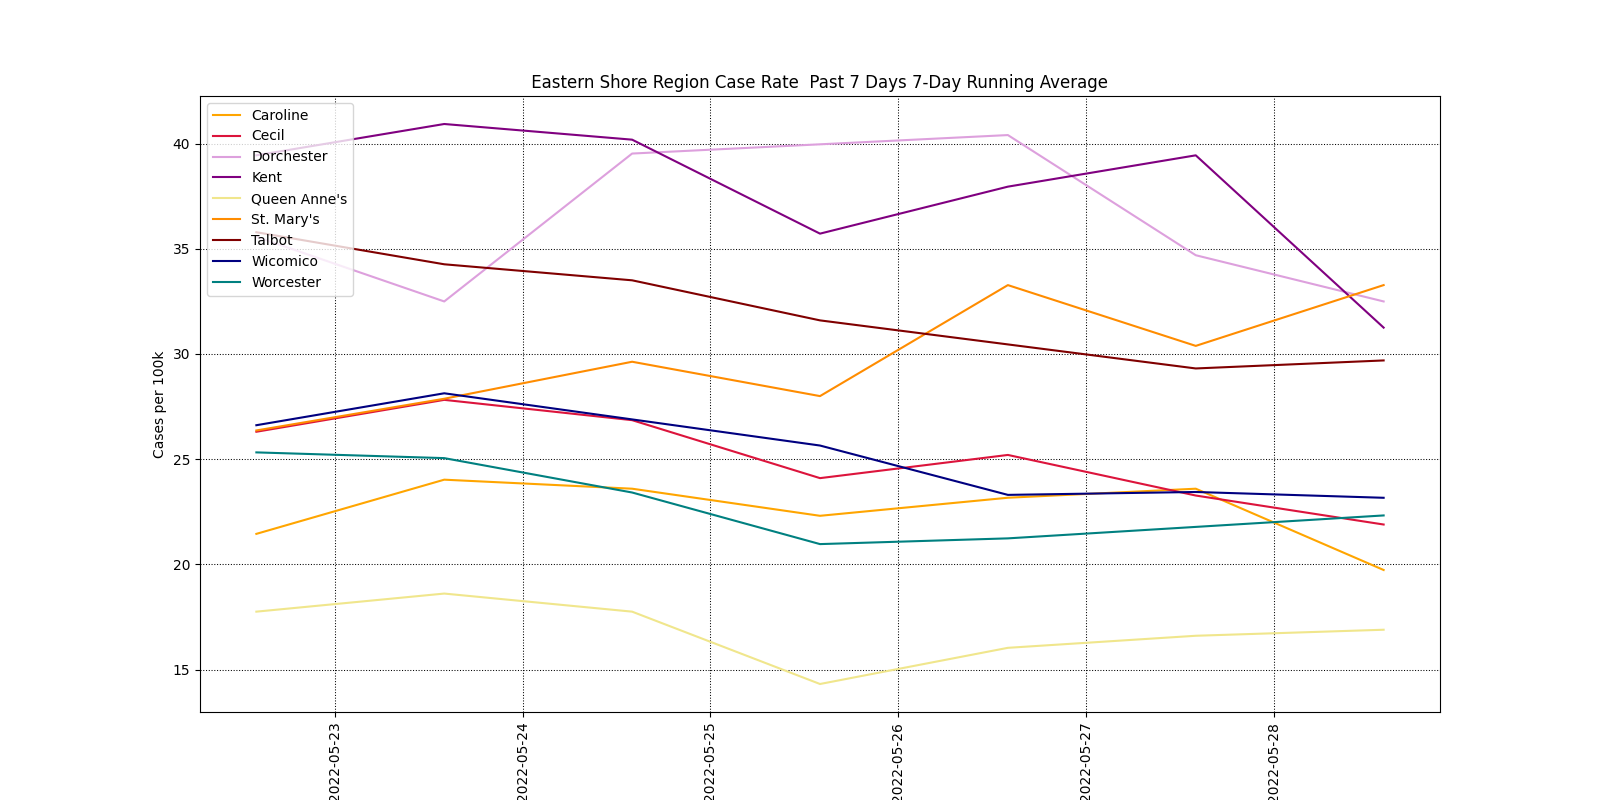 Eastern Shore Region Case Rate  Past 7 Days 7-Day Running Average
Caroline
Cecil
Dorchester
Kent
Queen Anne's
St. Mary's
Talbot
Wicomico
Worcester
Cases per 100k
40
35
30
25
20
15
2022-05-23
2022-05-24
2022-05-25
2022-05-26
2022-05-27
2022-05-28